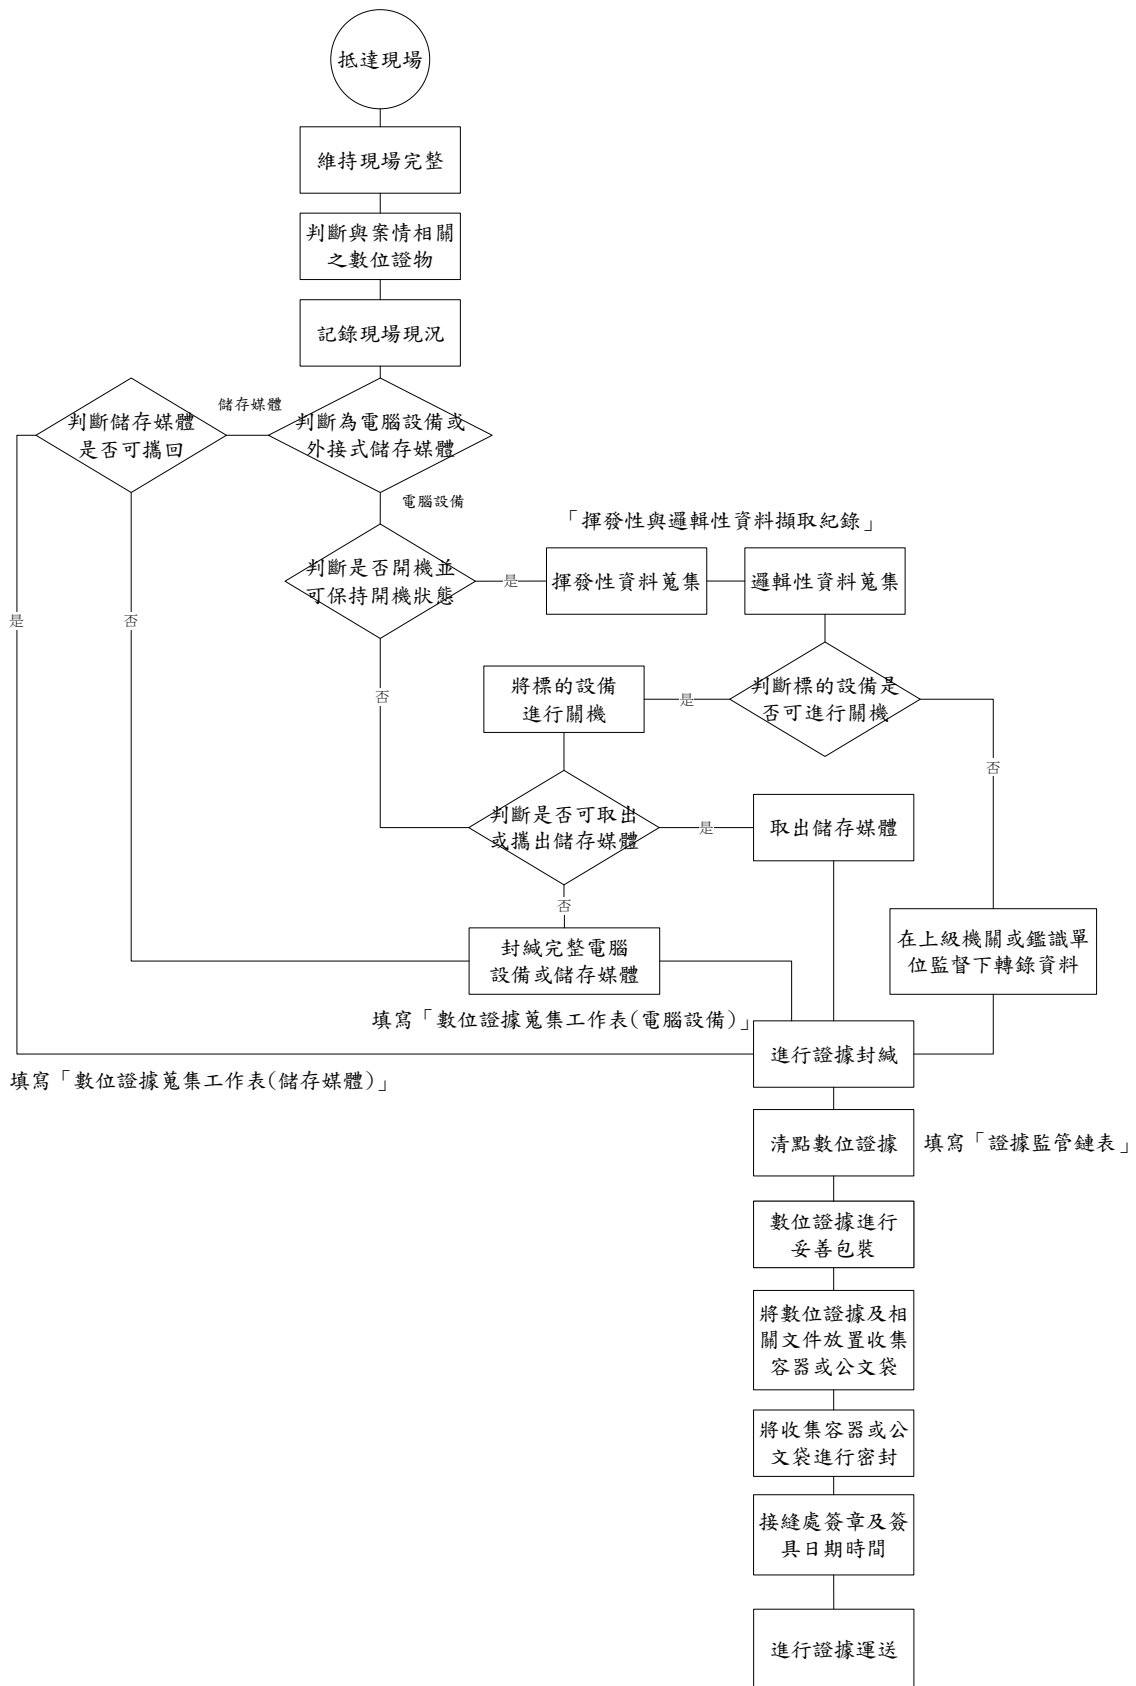 抵達現場
維持現場完整
判斷與案情相關
之數位證物
記錄現場現況
儲存媒體
判斷儲存媒體
是否可攜回
判斷為電腦設備或
外接式儲存媒體
電腦設備
「揮發性與邏輯性資料擷取紀錄」
判斷是否開機並
可保持開機狀態
是
揮發性資料蒐集
邏輯性資料蒐集
是
否
否
將標的設備
進行關機
是
判斷標的設備是
否可進行關機
否
判斷是否可取出
或攜出儲存媒體
是
取出儲存媒體
否
封緘完整電腦
設備或儲存媒體
在上級機關或鑑識單
位監督下轉錄資料
填寫「數位證據蒐集工作表(電腦設備)」
進行證據封緘
填寫「數位證據蒐集工作表(儲存媒體)」
清點數位證據
填寫「證據監管鏈表」
數位證據進行
妥善包裝
將數位證據及相
關文件放置收集
容器或公文袋
將收集容器或公
文袋進行密封
接縫處簽章及簽
具日期時間
進行證據運送